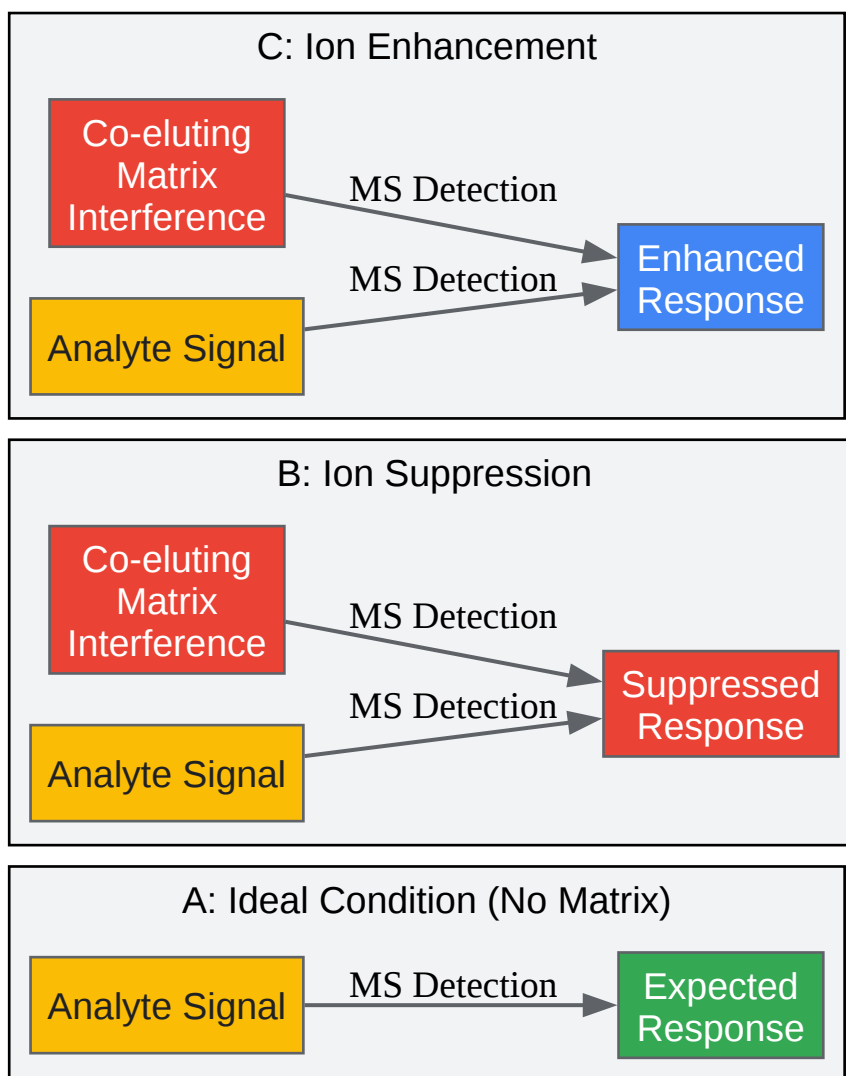 C: Ion Enhancement
Co-eluting
Matrix
Interference
MS Detection
MS Detection
Analyte Signal
Enhanced
Response
B: Ion Suppression
Co-eluting
Matrix
Interference
MS Detection
MS Detection
Analyte Signal
Suppressed
Response
A: Ideal Condition (No Matrix)
Analyte Signal
MS Detection
Expected
Response